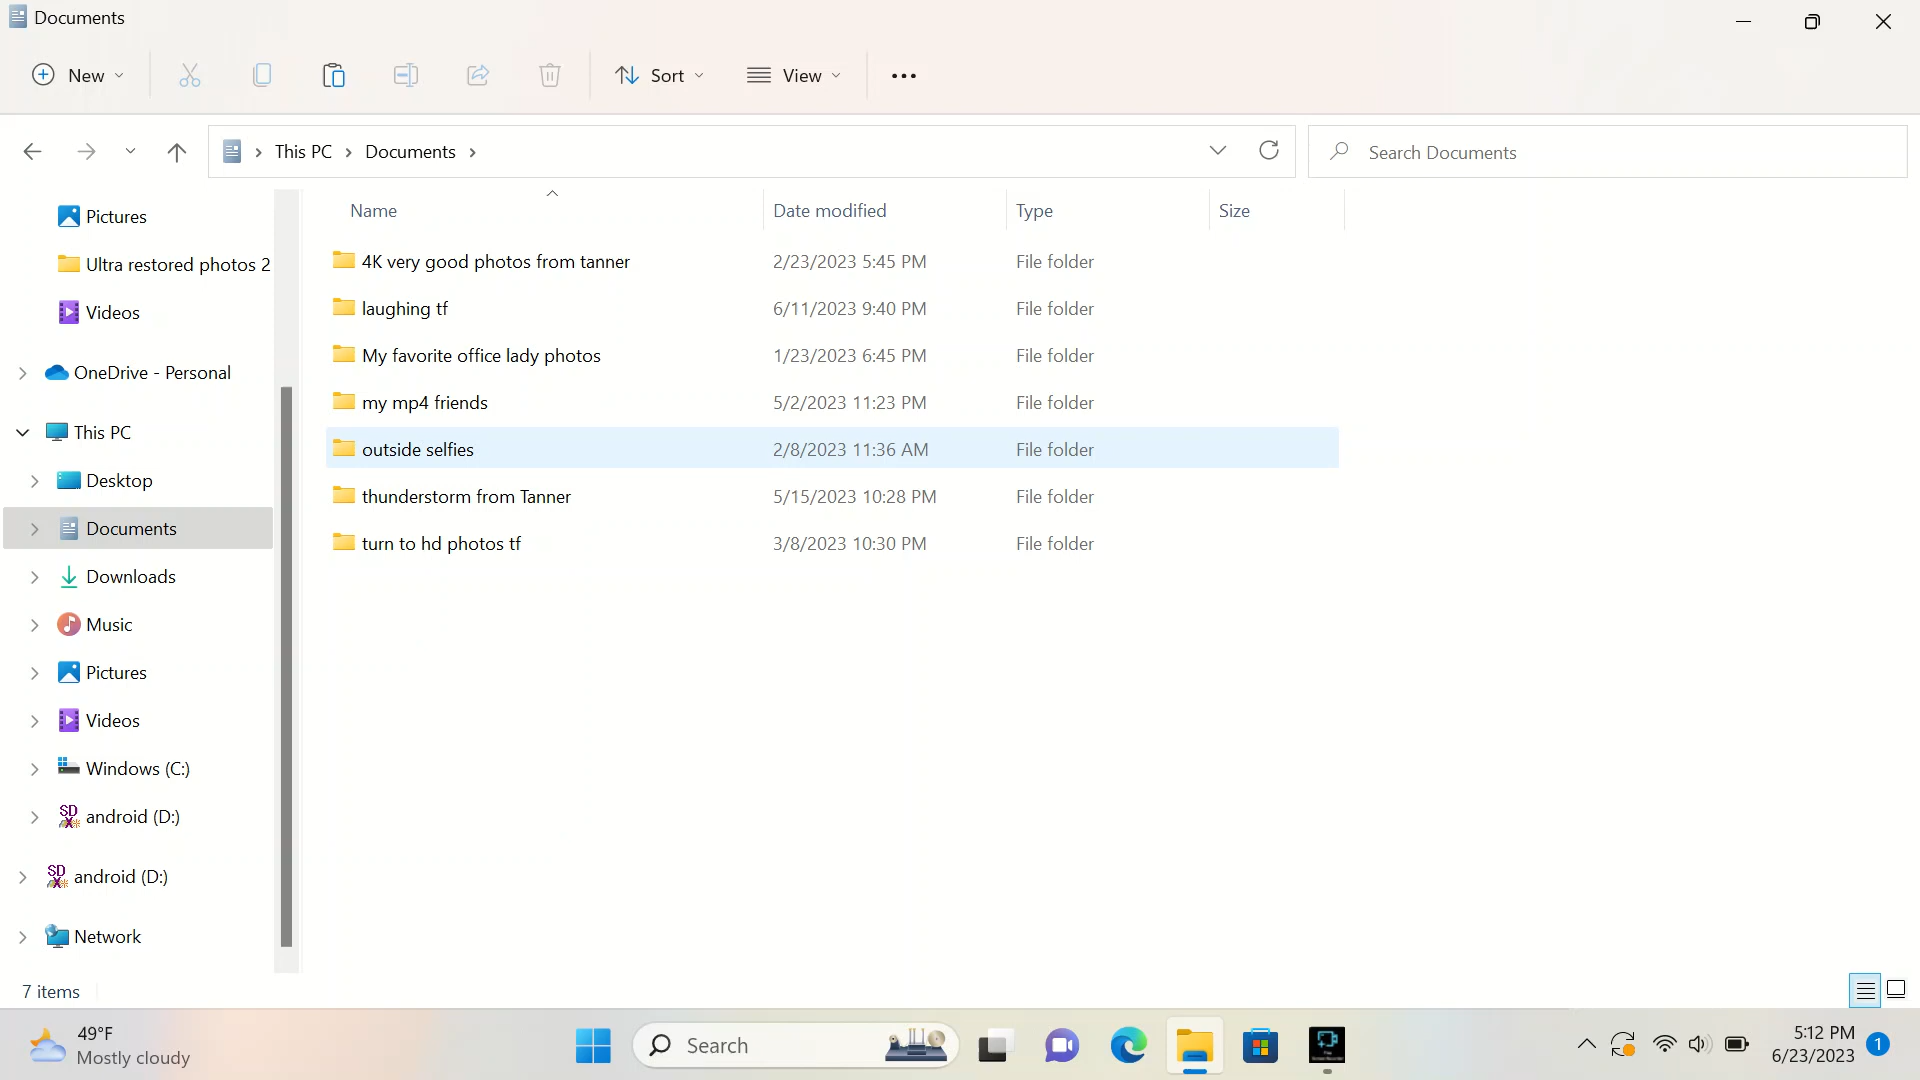 Documents
New
Sort
View
This PC
Documents
Search Documents
Pictures
Ultra restored photos 2
Videos
OneDrive - Personal
This PC
Desktop
Documents
Downloads
Music
Pictures
Videos
Windows (C:)
android (D:)
android (D:)
Network
Name Date modified Type Size
4K very good photos from tanner 2/23/2023 5:45 PM File folder
laughing tf 6/11/2023 9:40 PM File folder
My favorite office lady photos 1/23/2023 6:45 PM File folder
my mp4 friends 5/2/2023 11:23 PM File folder
outside selfies 2/8/2023 11:36 AM File folder
thunderstorm from Tanner 5/15/2023 10:28 PM File folder
turn to hd photos tf 3/8/2023 10:30 PM File folder
7 items
49°F
Mostly cloudy
Search
5:12 PM
6/23/2023
1